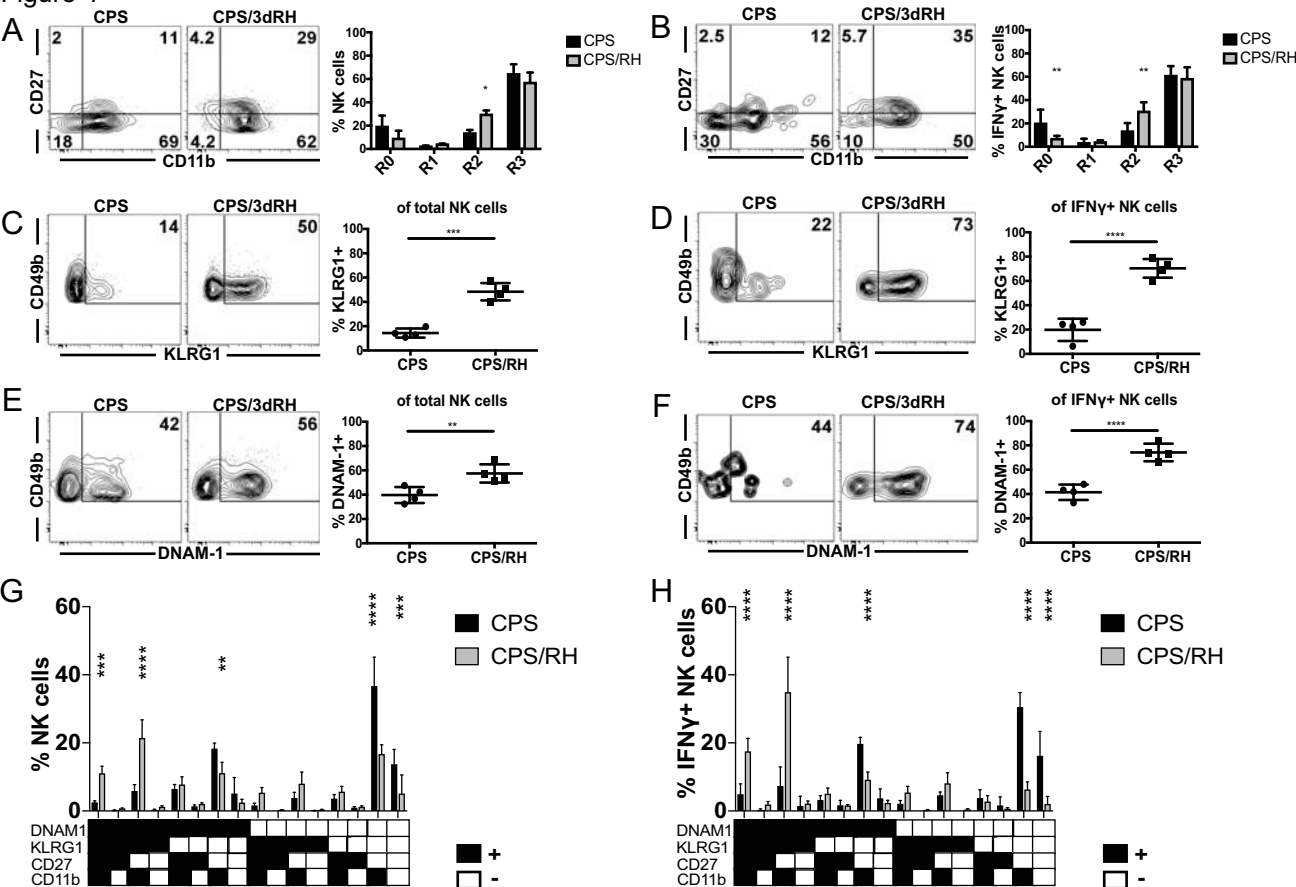 A
CPS
CPS/3dRH
2
11
4.2
29
18
69
4.2
62
CD27
CD11b
% NK cells
100
80
60
40
20
0
*
R0
R1
R2
R3
CPS
CPS/RH
B
CPS
CPS/3dRH
2.5
12
5.7
35
30
56
10
50
CD27
CD11b
% IFNγ+ NK cells
100
80
60
40
20
0
**
**
R0
R1
R2
R3
CPS
CPS/RH
C
CPS
CPS/3dRH
14
50
CD49b
KLRG1
of total NK cells
***
% KLRG1+
100
80
60
40
20
0
CPS
CPS/RH
D
CPS
CPS/3dRH
22
73
CD49b
KLRG1
of IFNγ+ NK cells
****
% KLRG1+
100
80
60
40
20
0
CPS
CPS/RH
E
CPS
CPS/3dRH
42
56
CD49b
DNAM-1
of total NK cells
**
% DNAM-1+
100
80
60
40
20
0
CPS
CPS/RH
F
CPS
CPS/3dRH
44
74
CD49b
DNAM-1
of IFNγ+ NK cells
****
% DNAM-1+
100
80
60
40
20
0
CPS
CPS/RH
G
% NK cells
60
40
20
0
***
****
**
****
***
CPS
CPS/RH
DNAM1
KLRG1
CD27
CD11b
+
-
H
% IFNγ+ NK cells
60
40
20
0
****
****
****
****
****
CPS
CPS/RH
DNAM1
KLRG1
CD27
CD11b
+
-